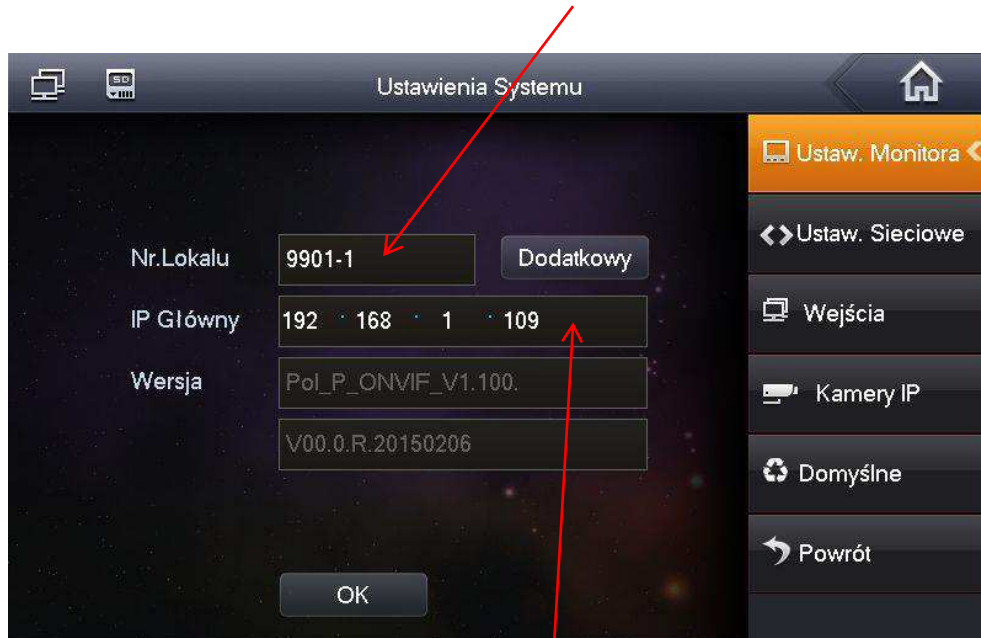 SD
Ustawienia Systemu
Ustaw. Monitora
Ustaw. Sieciowe
Nr.Lokalu
9901-1
Dodatkowy
IP Główny
192 . 168 . 1 . 109
Wejścia
Wersja
Pol_P_ONVIF_V1.100.
Kamery IP
V00.0.R.20150206
Domyślne
Powrót
OK